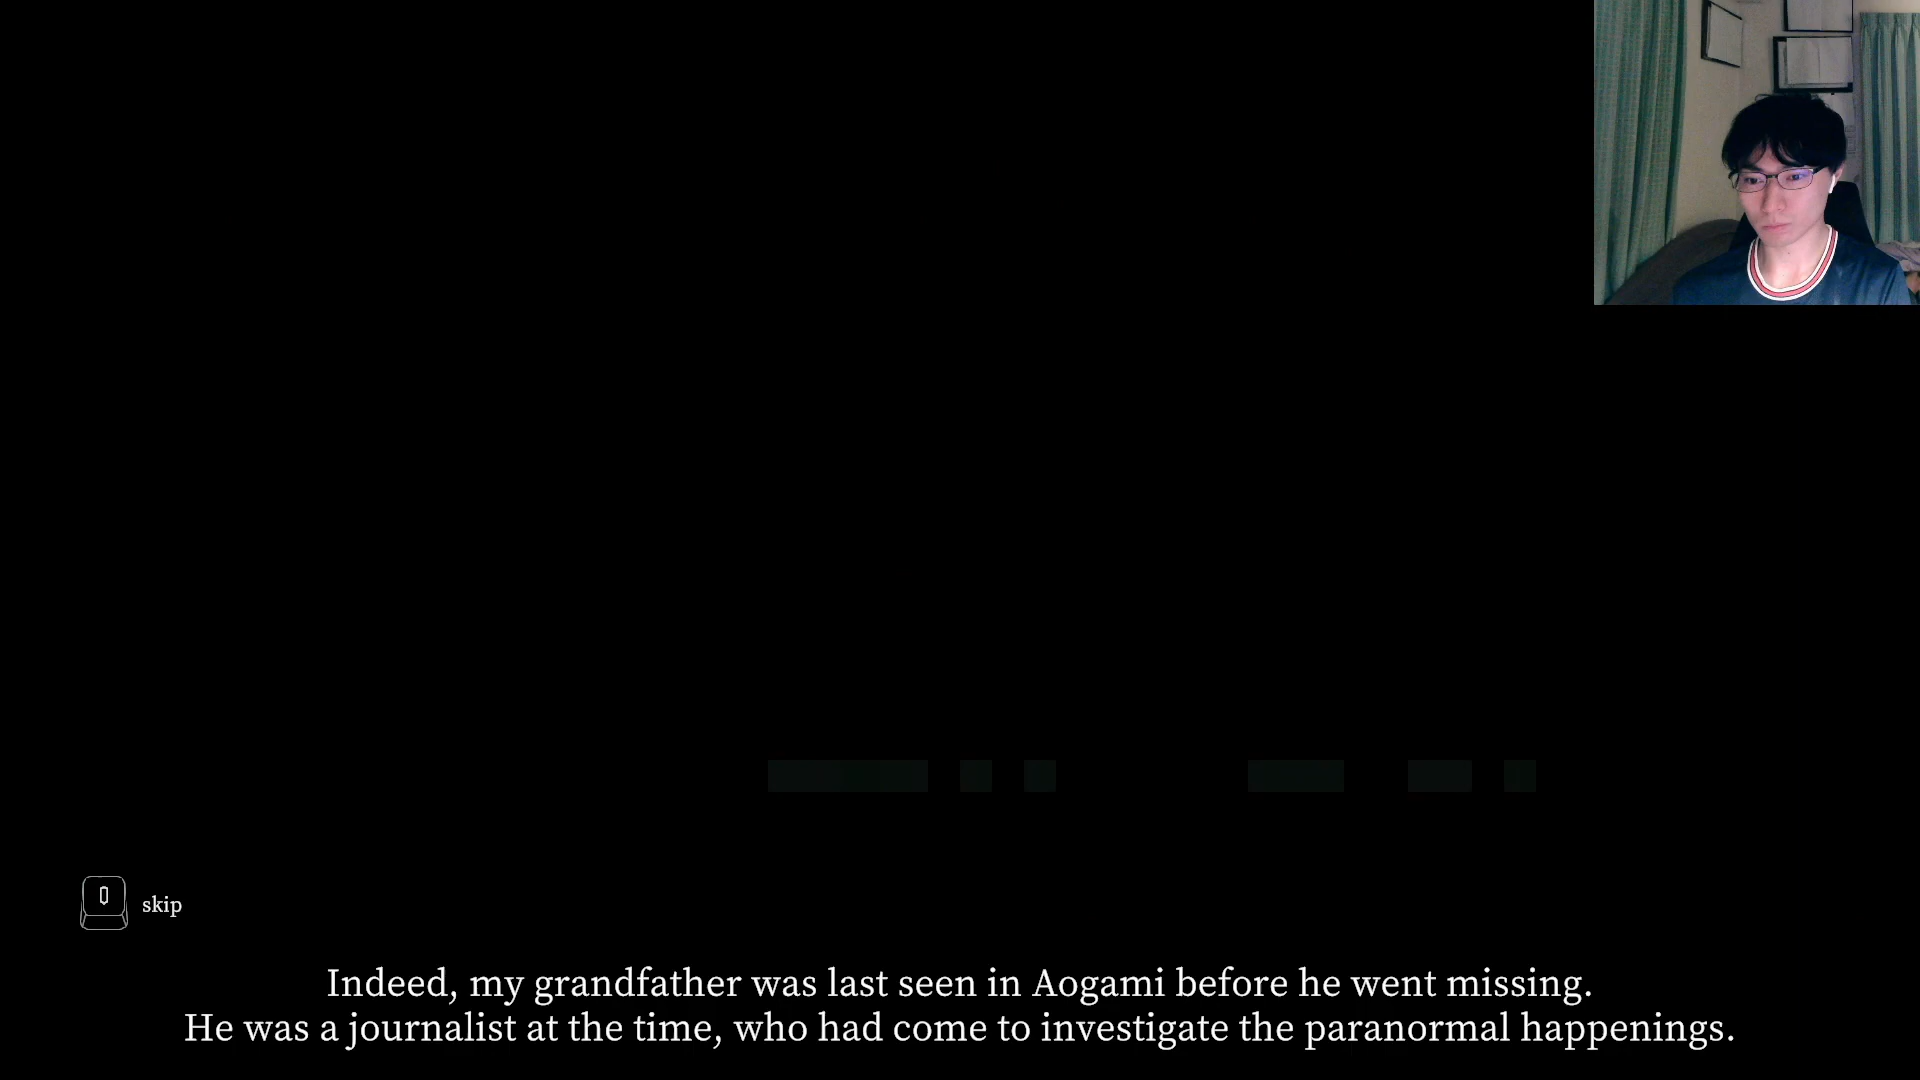 skip
Indeed, my grandfather was last seen in Aogami before he went missing.
He was a journalist at the time, who had come to investigate the paranormal happenings.